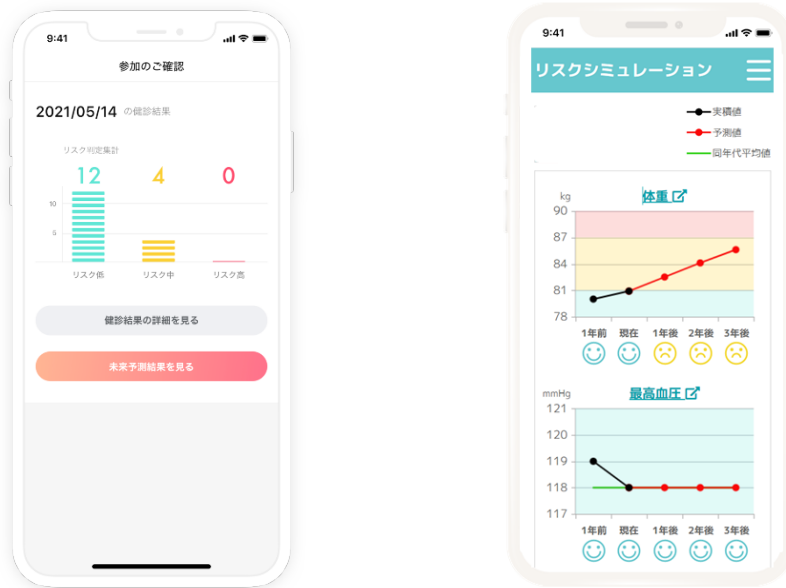 9:41
参加のご確認
2021/05/14 の健診結果
リスク判定集計
12 4 0
10
5
リスク低 リスク中 リスク高
健診結果の詳細を見る
未来予測結果を見る
9:41
リスクシミュレーション
実績値
予測値
同年代平均値
kg
体重
90
87
84
81
78
1年前 現在 1年後 2年後 3年後
mmHg
最高血圧
121
120
119
118
117
1年前 現在 1年後 2年後 3年後